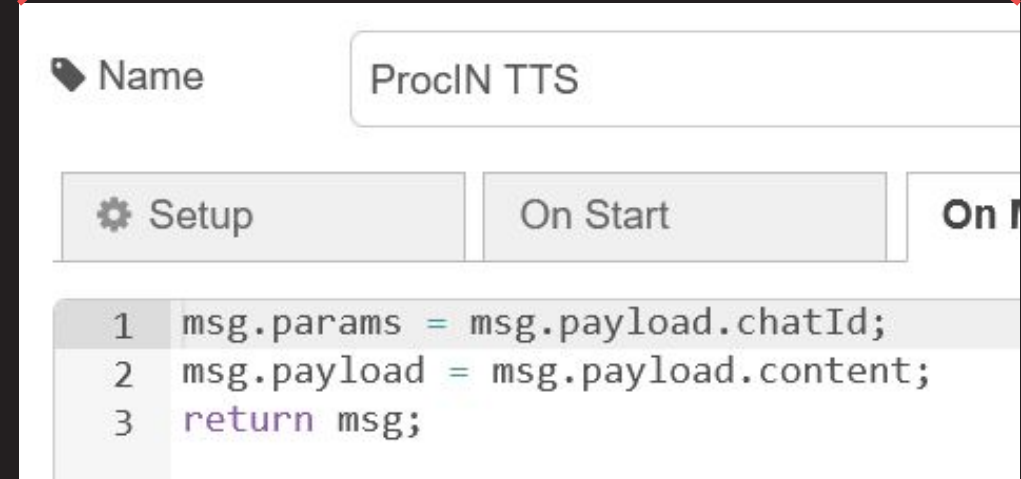 Name
ProcIN TTS
Setup
On Start
On
1 msg.params = msg.payload.chatId;
2 msg.payload = msg.payload.content;
3 return msg;